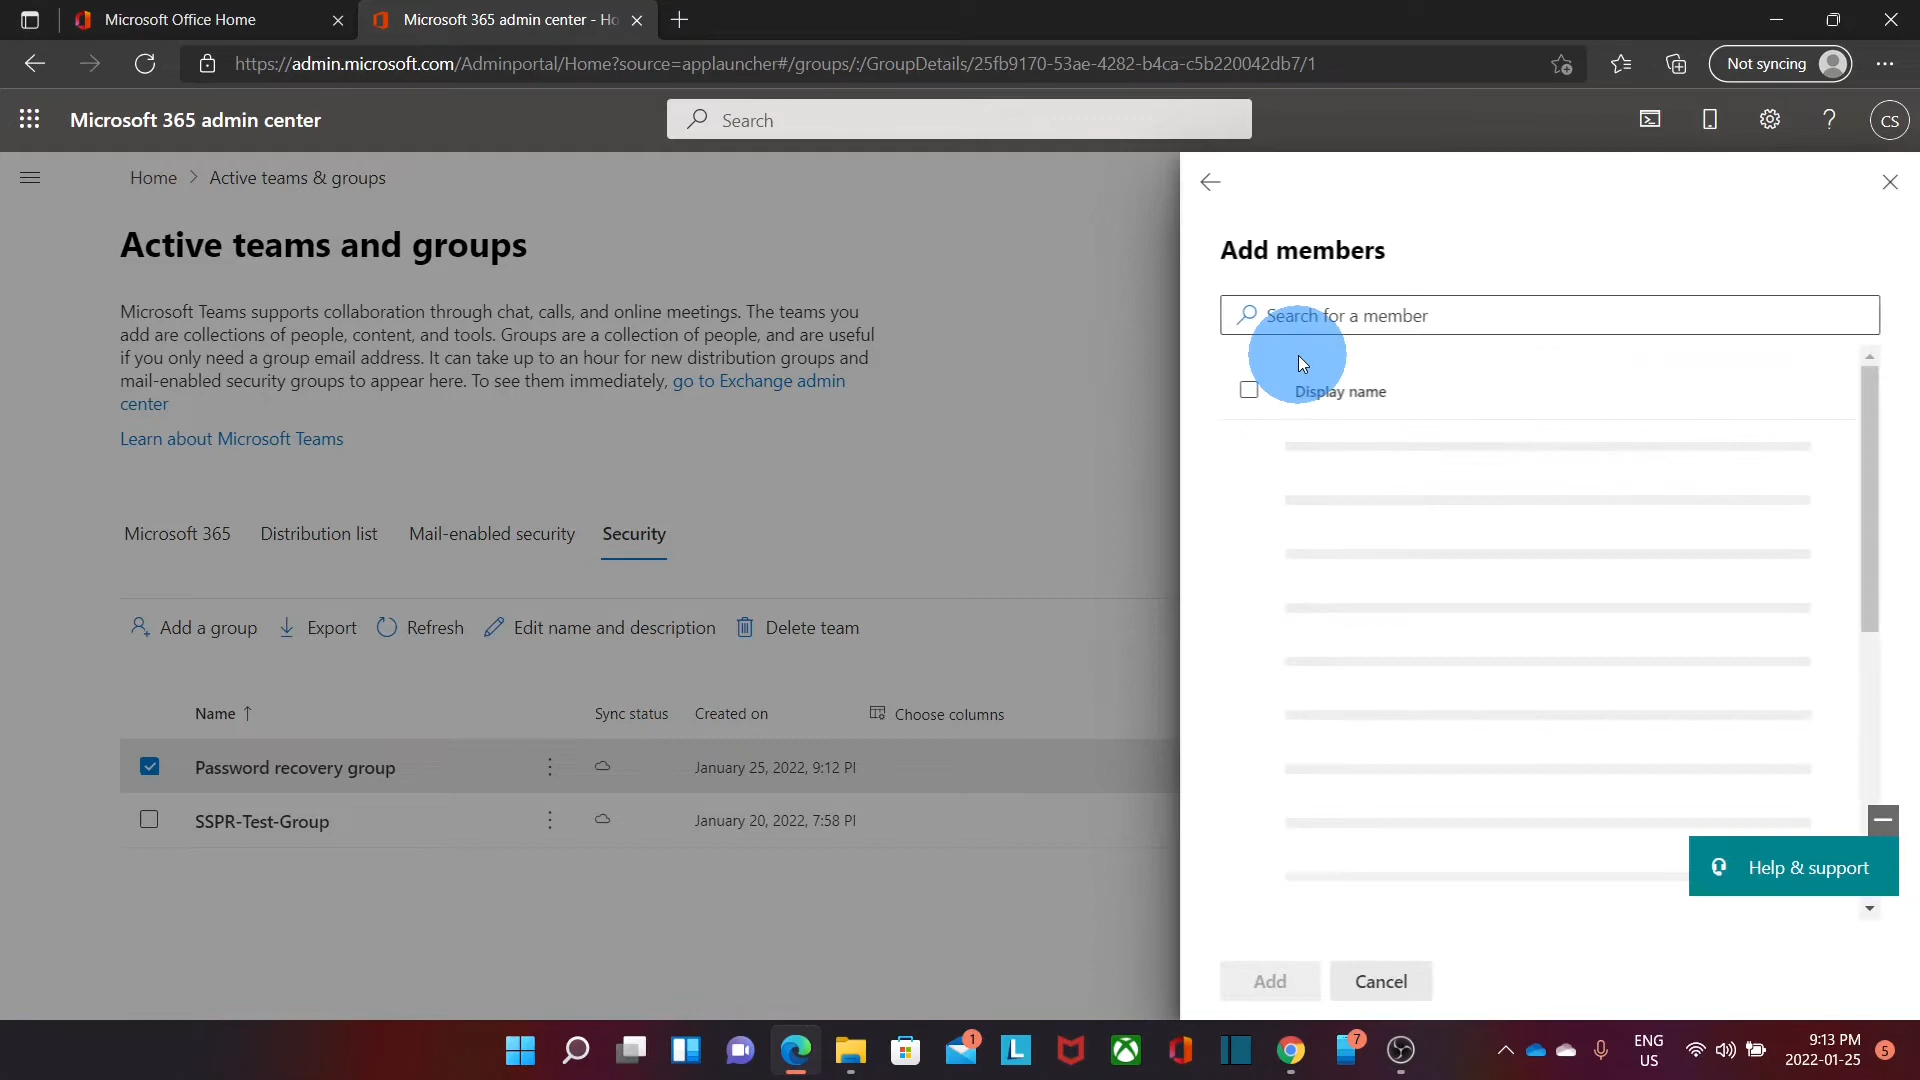 Microsoft Office Home
Microsoft 365 admin center - Ho
https://admin.microsoft.com/Adminportal/Home?source=applauncher#/groups/:/GroupDetails/25fb9170-53ae-4282-b4ca-c5b220042db7/1
Not syncing
Microsoft 365 admin center
Search
?
CS
Home > Active teams & groups
Active teams and groups
Microsoft Teams supports collaboration through chat, calls, and online meetings. The teams you
add are collections of people, content, and tools. Groups are a collection of people, and are useful
if you only need a group email address. It can take up to an hour for new distribution groups and
mail-enabled security groups to appear here. To see them immediately, go to Exchange admin
center
Learn about Microsoft Teams
Microsoft 365 Distribution list Mail-enabled security Security
Add a group Export Refresh Edit name and description Delete team
Name ↑ Sync status Created on Choose columns
Password recovery group January 25, 2022, 9:12 PI
SSPR-Test-Group January 20, 2022, 7:58 PI
Add members
Search for a member
Display name
Help & support
Add Cancel
1
L
7
ENG
US
9:13 PM
2022-01-25
5